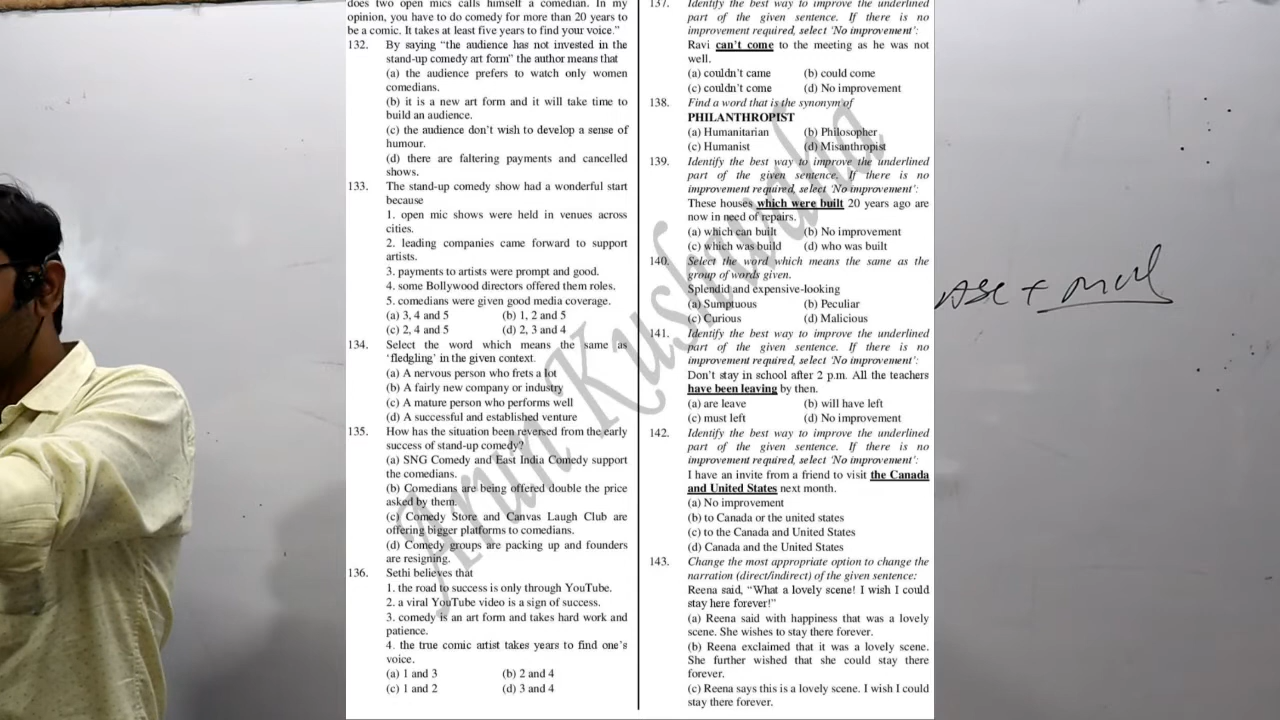 does two open mics calls himself a comedian. In my
opinion, you have to do comedy for more than 20 years to
be a comic. It takes at least five years to find your voice."
132. By saying "the audience has not invested in the
stand-up comedy art form" the author means that
(a) the audience prefers to watch only women
comedians.
(b) it is a new art form and it will take time to
build an audience.
(c) the audience don't wish to develop a sense of
humour.
(d) there are faltering payments and cancelled
shows.
133. The stand-up comedy show had a wonderful start
because
1. open mic shows were held in venues across
cities.
2. leading companies came forward to support
artists.
3. payments to artists were prompt and good.
4. some Bollywood directors offered them roles.
5. comedians were given good media coverage.
(a) 3, 4 and 5 (b) 1, 2 and 5
(c) 2, 4 and 5 (d) 2, 3 and 4
134. Select the word which means the same as
'fledgling' in the given context.
(a) A nervous person who frets a lot
(b) A fairly new company or industry
(c) A mature person who performs well
(d) A successful and established venture
135. How has the situation been reversed from the early
success of stand-up comedy?
(a) SNG Comedy and East India Comedy support
the comedians.
(b) Comedians are being offered double the price
asked by them.
(c) Comedy Store and Canvas Laugh Club are
offering bigger platforms to comedians.
(d) Comedy groups are packing up and founders
are resigning.
136. Sethi believes that
1. the road to success is only through YouTube.
2. a viral YouTube video is a sign of success.
3. comedy is an art form and takes hard work and
patience.
4. the true comic artist takes years to find one's
voice.
(a) 1 and 3 (b) 2 and 4
(c) 1 and 2 (d) 3 and 4
137. Identify the best way to improve the underlined
part of the given sentence. If there is no
improvement required, select 'No improvement':
Ravi can't come to the meeting as he was not
well.
(a) couldn't came (b) could come
(c) couldn't come (d) No improvement
138. Find a word that is the synonym of
PHILANTHROPIST
(a) Humanitarian (b) Philosopher
(c) Humanist (d) Misanthropist
139. Identify the best way to improve the underlined
part of the given sentence. If there is no
improvement required, select 'No improvement':
These houses which were built 20 years ago are
now in need of repairs.
(a) which can built (b) No improvement
(c) which was build (d) who was built
140. Select the word which means the same as the
group of words given.
Splendid and expensive-looking
(a) Sumptuous (b) Peculiar
(c) Curious (d) Malicious
141. Identify the best way to improve the underlined
part of the given sentence. If there is no
improvement required, select 'No improvement':
Don't stay in school after 2 p.m. All the teachers
have been leaving by then.
(a) are leave (b) will have left
(c) must left (d) No improvement
142. Identify the best way to improve the underlined
part of the given sentence. If there is no
improvement required, select 'No improvement':
I have an invite from a friend to visit the Canada
and United States next month.
(a) No improvement
(b) to Canada or the united states
(c) to the Canada and United States
(d) Canada and the United States
143. Change the most appropriate option to change the
narration (direct/indirect) of the given sentence:
Reena said, "What a lovely scene! I wish I could
stay here forever!"
(a) Reena said with happiness that was a lovely
scene. She wishes to stay there forever.
(b) Reena exclaimed that it was a lovely scene.
She further wished that she could stay there
forever.
(c) Reena says this is a lovely scene. I wish I could
stay there forever.
Arun Kushwaha